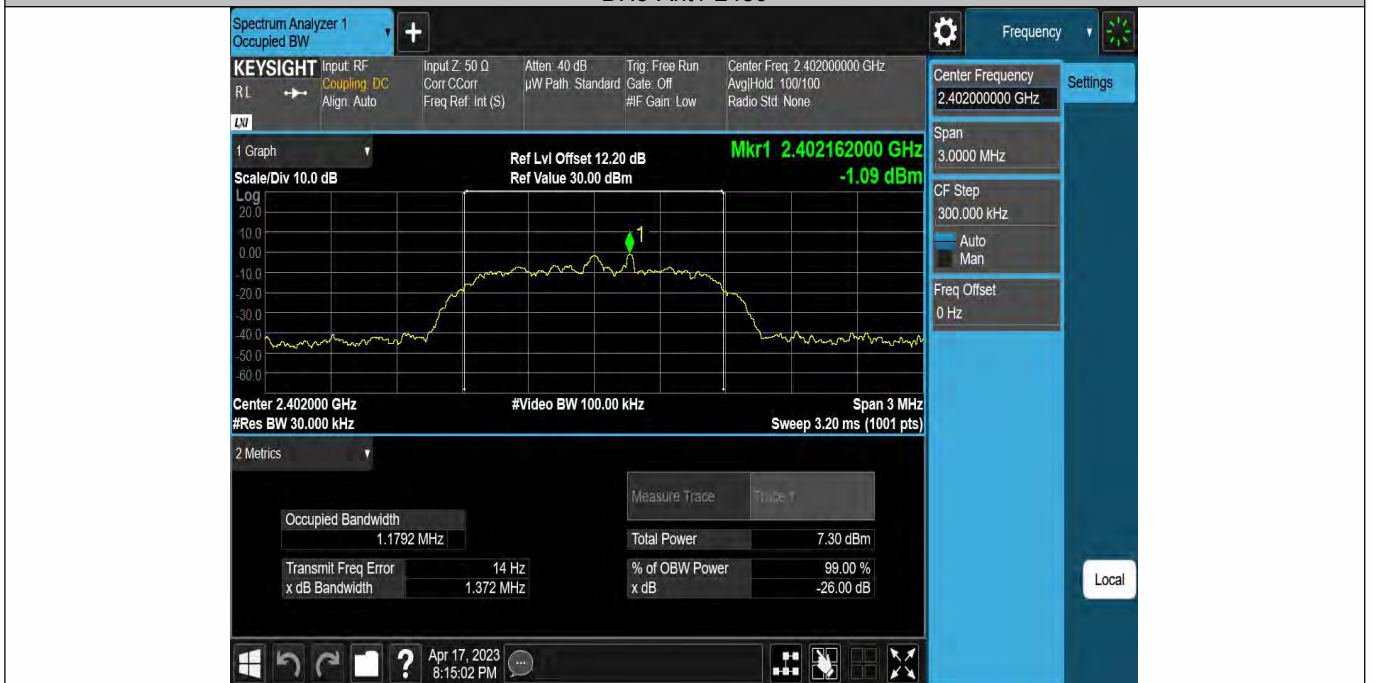 Spectrum Analyzer 1
Occupied BW
Frequency
KEYSIGHT
RL
LXI
Input: RF
Coupling: DC
Align: Auto
Input Z: 50 Ω
Corr CCorr
Freq Ref: Int (S)
Atten: 40 dB
µW Path: Standard
Trig: Free Run
Gate: Off
#IF Gain: Low
Center Freq: 2.402000000 GHz
Avg|Hold: 100/100
Radio Std: None
Center Frequency
2.402000000 GHz
Settings
Span
3.0000 MHz
CF Step
300.000 kHz
Auto
Man
Freq Offset
0 Hz
Local
1 Graph
Scale/Div 10.0 dB
Ref Lvl Offset 12.20 dB
Ref Value 30.00 dBm
Mkr1 2.402162000 GHz
-1.09 dBm
Log
20.0
10.0
0.00
-10.0
-20.0
-30.0
-40.0
-50.0
-60.0
1
Center 2.402000 GHz
#Res BW 30.000 kHz
#Video BW 100.00 kHz
Span 3 MHz
Sweep 3.20 ms (1001 pts)
2 Metrics
Measure Trace
Trace 1
Occupied Bandwidth
1.1792 MHz
Total Power 7.30 dBm
Transmit Freq Error 14 Hz
% of OBW Power 99.00 %
x dB Bandwidth 1.372 MHz
x dB -26.00 dB
?
Apr 17, 2023
8:15:02 PM